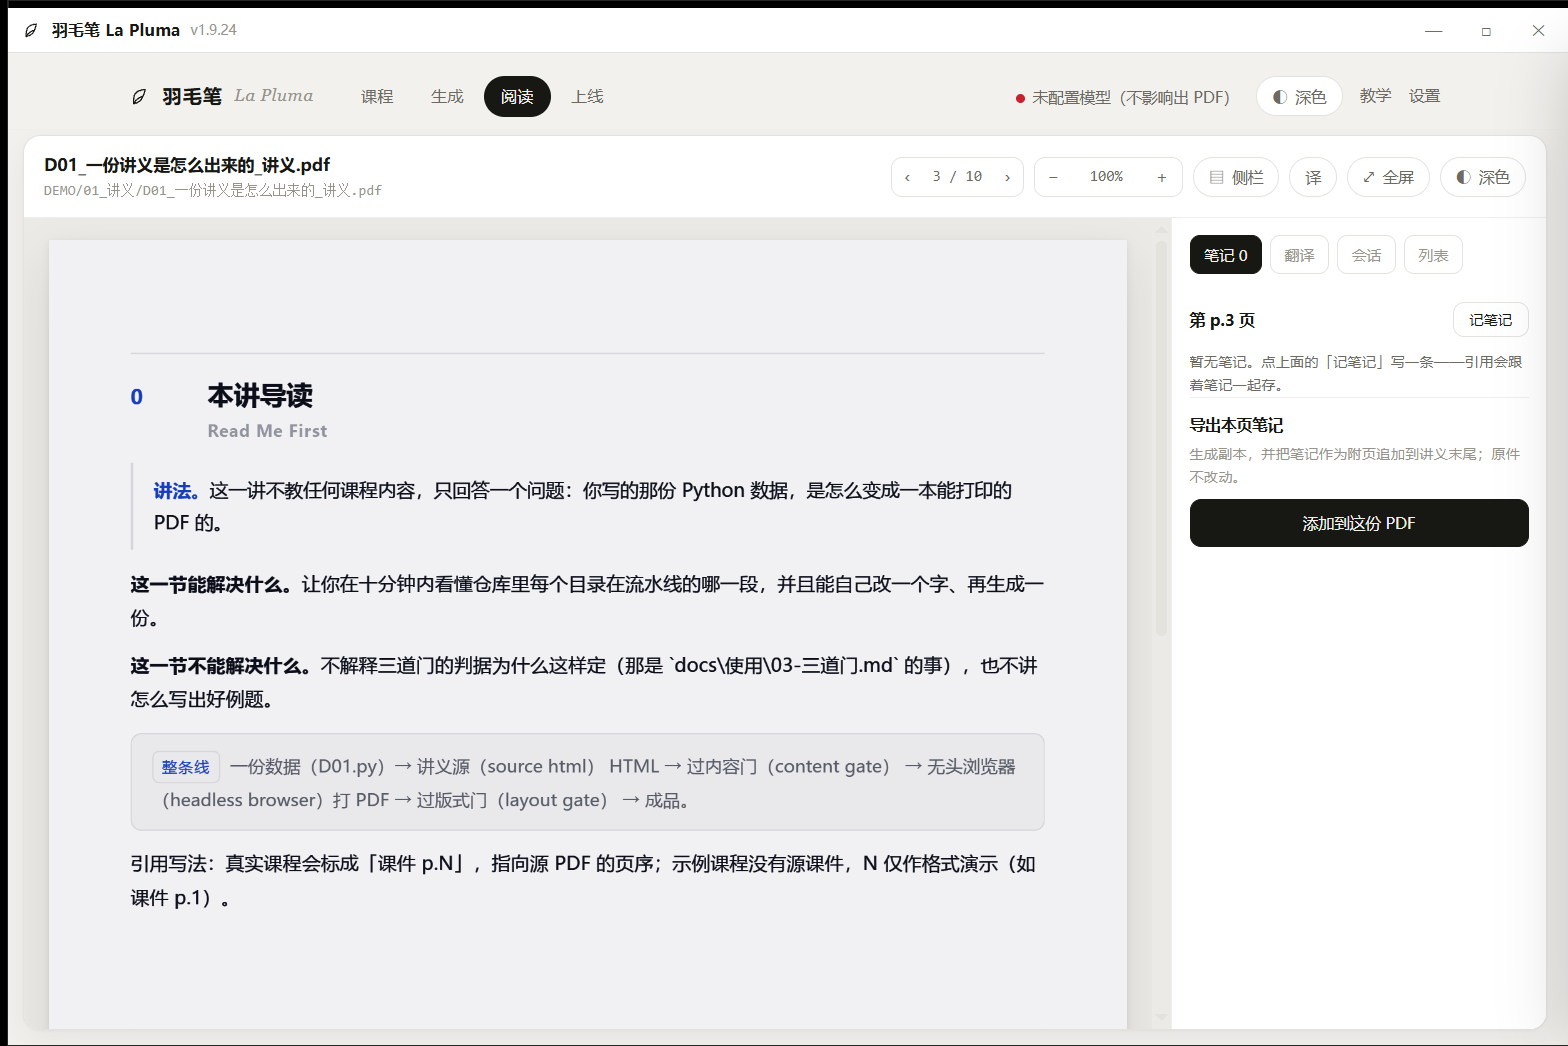 羽毛笔 La Pluma v1.9.24
羽毛笔 La Pluma 课程 生成 阅读 上线 未配置模型（不影响出 PDF） 深色 教学 设置
D01_一份讲义是怎么出来的_讲义.pdf
DEMO/01_讲义/D01_一份讲义是怎么出来的_讲义.pdf
‹ 3 / 10 › − 100% + 侧栏 译 全屏 深色
0 本讲导读
Read Me First
讲法。这一讲不教任何课程内容，只回答一个问题：你写的那份 Python 数据，是怎么变成一本能打印的
PDF 的。
这一节能解决什么。让你在十分钟内看懂仓库里每个目录在流水线的哪一段，并且能自己改一个字、再生成一
份。
这一节不能解决什么。不解释三道门的判据为什么这样定（那是 `docs\使用\03-三道门.md` 的事），也不讲
怎么写出好例题。
整条线 一份数据（D01.py）→ 讲义源（source html） HTML → 过内容门（content gate） → 无头浏览器
（headless browser）打 PDF → 过版式门（layout gate） → 成品。
引用写法：真实课程会标成「课件 p.N」，指向源 PDF 的页序；示例课程没有源课件，N 仅作格式演示（如
课件 p.1）。
笔记 0 翻译 会话 列表
第 p.3 页 记笔记
暂无笔记。点上面的「记笔记」写一条——引用会跟
着笔记一起存。
导出本页笔记
生成副本，并把笔记作为附页追加到讲义末尾；原件
不改动。
添加到这份 PDF